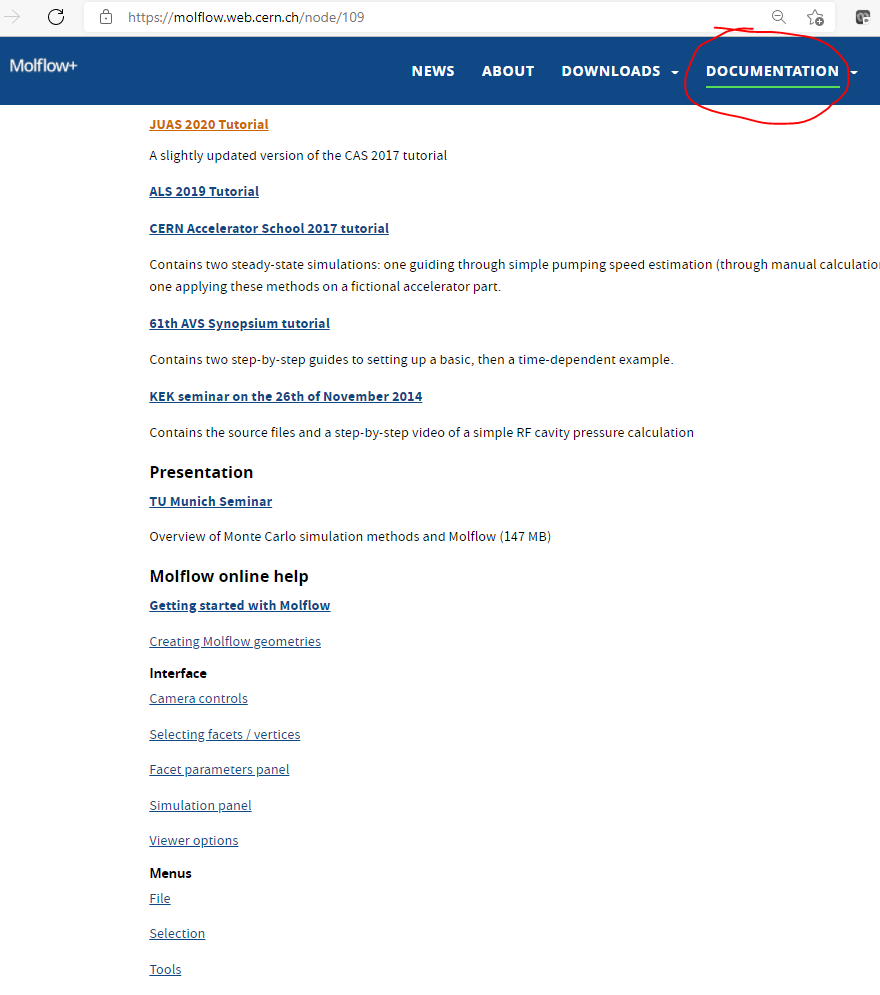 https://molflow.web.cern.ch/node/109
Molflow+
NEWS ABOUT DOWNLOADS DOCUMENTATION
JUAS 2020 Tutorial
A slightly updated version of the CAS 2017 tutorial
ALS 2019 Tutorial
CERN Accelerator School 2017 tutorial
Contains two steady-state simulations: one guiding through simple pumping speed estimation (through manual calculation
one applying these methods on a fictional accelerator part.
61th AVS Synopsium tutorial
Contains two step-by-step guides to setting up a basic, then a time-dependent example.
KEK seminar on the 26th of November 2014
Contains the source files and a step-by-step video of a simple RF cavity pressure calculation
Presentation
TU Munich Seminar
Overview of Monte Carlo simulation methods and Molflow (147 MB)
Molflow online help
Getting started with Molflow
Creating Molflow geometries
Interface
Camera controls
Selecting facets / vertices
Facet parameters panel
Simulation panel
Viewer options
Menus
File
Selection
Tools